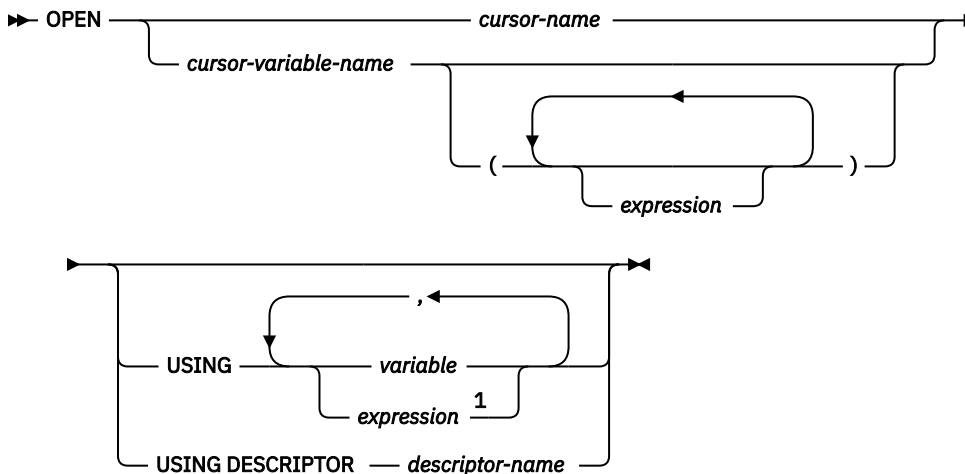 OPEN cursor-name
cursor-variable-name
( )
expression
,
USING variable
expression 1
USING DESCRIPTOR descriptor-name